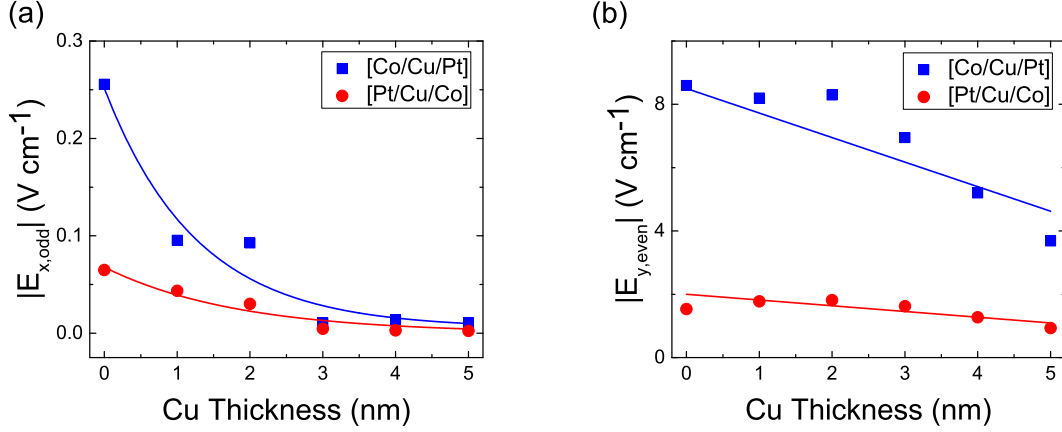 (a)
|E_x,odd| (V cm⁻¹)
0.3
0.2
0.1
0.0
[Co/Cu/Pt]
[Pt/Cu/Co]
0 1 2 3 4 5
Cu Thickness (nm)
(b)
|E_y,even| (V cm⁻¹)
8
4
0
[Co/Cu/Pt]
[Pt/Cu/Co]
0 1 2 3 4 5
Cu Thickness (nm)